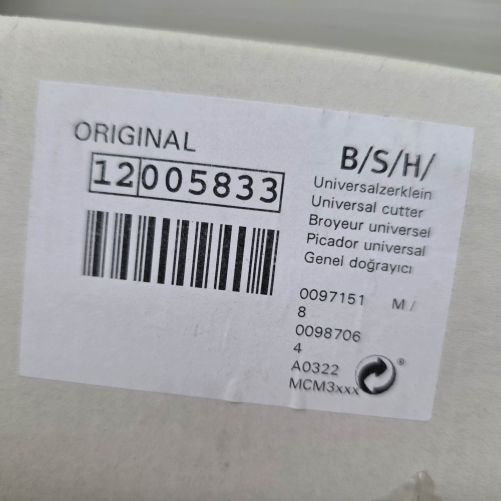 ORIGINAL
12005833
B/S/H/
Universalzerklein
Universal cutter
Broyeur universel
Picador universal
Genel doğrayıcı
0097151 M /
8
0098706
4
A0322
MCM3xxx
®